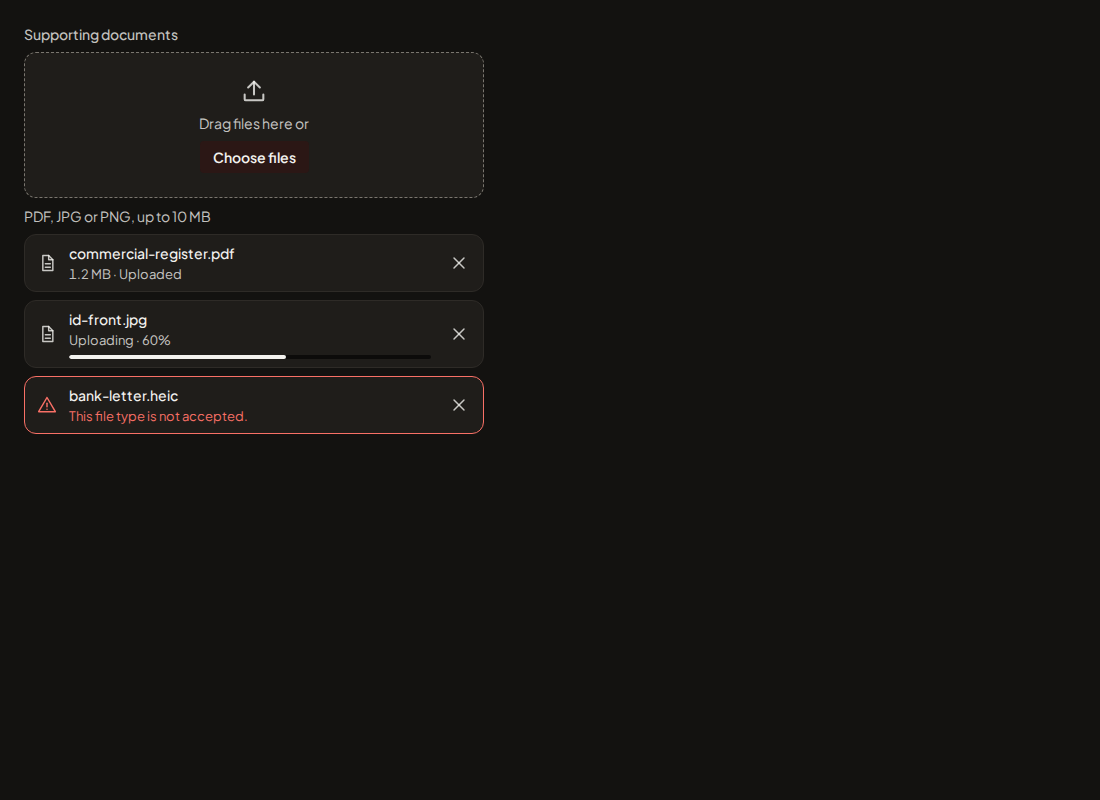 Supporting documents
Drag files here or
Choose files
PDF, JPG or PNG, up to 10 MB
commercial-register.pdf
1.2 MB · Uploaded
id-front.jpg
Uploading · 60%
bank-letter.heic
This file type is not accepted.